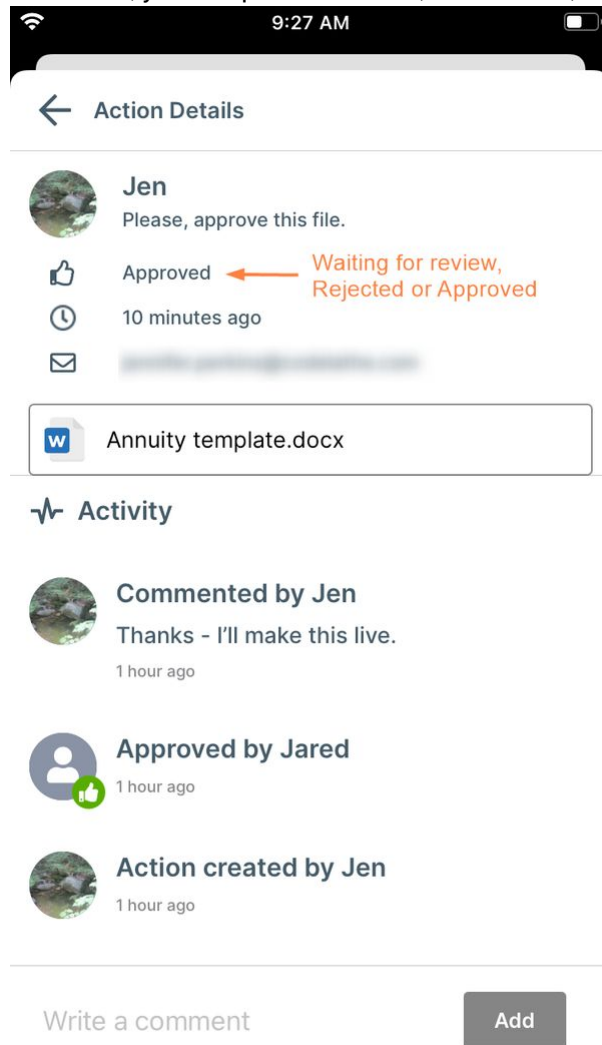 9:27 AM
Action Details
Jen
Please, approve this file.
Approved
Waiting for review,
Rejected or Approved
10 minutes ago
W
Annuity template.docx
Activity
Commented by Jen
Thanks - I'll make this live.
1 hour ago
Approved by Jared
1 hour ago
Action created by Jen
1 hour ago
Write a comment
Add